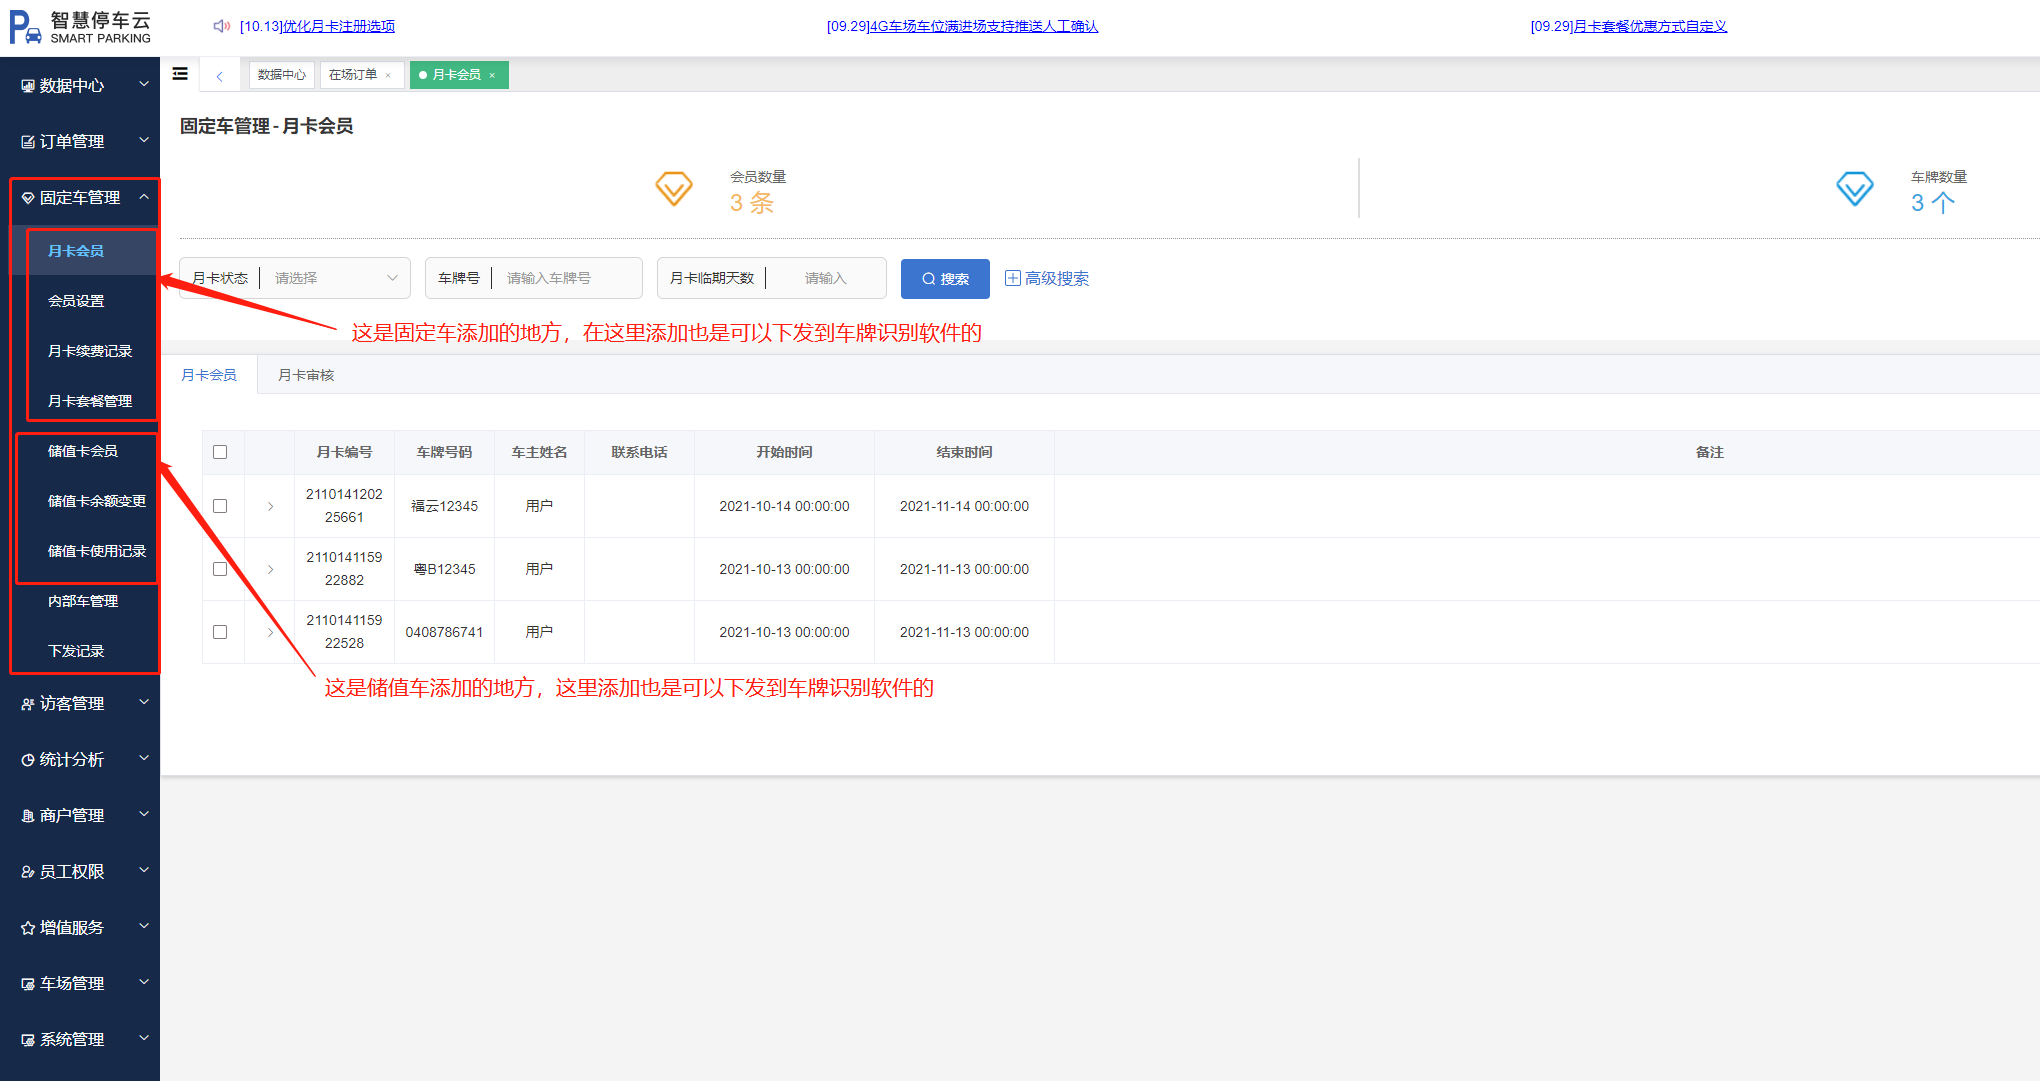 智慧停车云
SMART PARKING
[10.13]优化月卡注册选项
[09.29]4G车场车位满进场支持推送人工确认
[09.29]月卡套餐优惠方式自定义
数据中心
订单管理
固定车管理
月卡会员
会员设置
月卡续费记录
月卡套餐管理
储值卡会员
储值卡余额变更
储值卡使用记录
内部车管理
下发记录
访客管理
统计分析
商户管理
员工权限
增值服务
车场管理
系统管理
数据中心 在场订单 × 月卡会员 ×
固定车管理 - 月卡会员
会员数量
3 条
车牌数量
3 个
月卡状态 请选择 车牌号 请输入车牌号 月卡临期天数 请输入 搜索 高级搜索
这是固定车添加的地方，在这里添加也是可以下发到车牌识别软件的
月卡会员 月卡审核
月卡编号 车牌号码 车主姓名 联系电话 开始时间 结束时间 备注
2110141202
25661 福云12345 用户 2021-10-14 00:00:00 2021-11-14 00:00:00
2110141159
22882 粤B12345 用户 2021-10-13 00:00:00 2021-11-13 00:00:00
2110141159
22528 0408786741 用户 2021-10-13 00:00:00 2021-11-13 00:00:00
这是储值车添加的地方，这里添加也是可以下发到车牌识别软件的